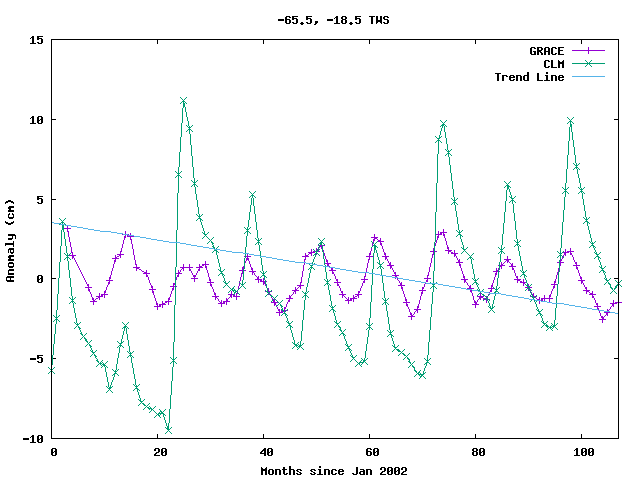 -65.5, -18.5 TWS
GRACE
CLM
Trend Line
15
10
5
0
-5
-10
Anomaly (cm)
0 20 40 60 80 100
Months since Jan 2002